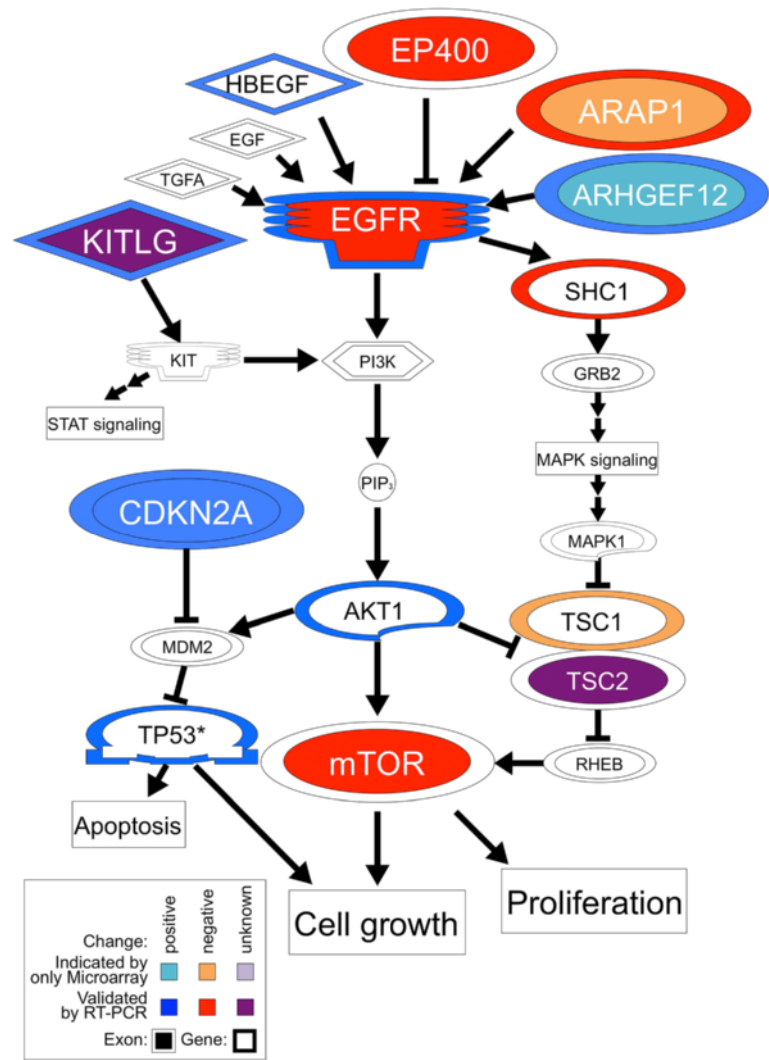 EP400
HBEGF
ARAP1
EGF
TGFA
ARHGEF12
EGFR
KITLG
SHC1
KIT
PI3K
GRB2
STAT signaling
MAPK signaling
PIP₃
CDKN2A
MAPK1
AKT1
TSC1
MDM2
TSC2
TP53*
mTOR
RHEB
Apoptosis
Cell growth
Proliferation
Change:
positive
negative
unknown
Indicated by
only Microarray
Validated
by RT-PCR
Exon:
Gene: